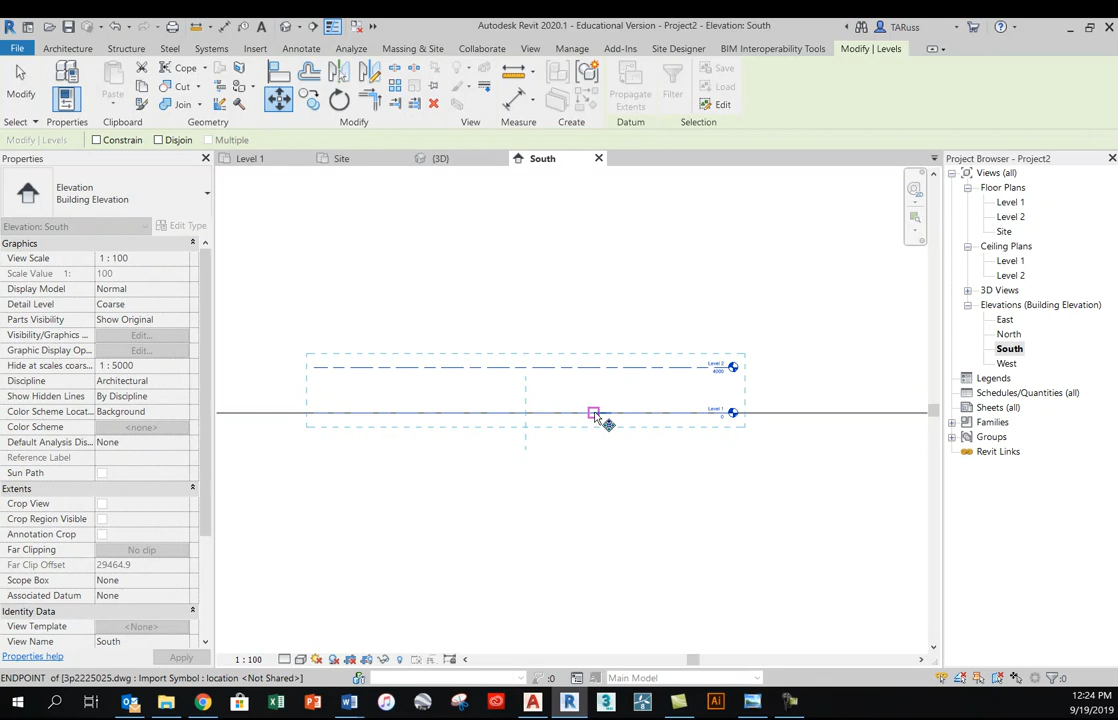 Autodesk Revit 2020.1 - Educational Version - Project2 - Elevation: South
TARuss
File Architecture Structure Steel Systems Insert Annotate Analyze Massing & Site Collaborate View Manage Add-Ins Site Designer BIM Interoperability Tools Modify | Levels
Modify
Paste
Cope
Cut
Join
Propagate Extents
Filter
Save
Load
Edit
Select Properties Clipboard Geometry Modify View Measure Create Datum Selection
Modify | Levels Constrain Disjoin Multiple
Properties
Level 1 Site (3D) South
Project Browser - Project2
Elevation
Building Elevation
Elevation: South Edit Type
Graphics
View Scale 1 : 100
Scale Value 1: 100
Display Model Normal
Detail Level Coarse
Parts Visibility Show Original
Visibility/Graphics ... Edit...
Graphic Display Op... Edit...
Hide at scales coars... 1 : 5000
Discipline Architectural
Show Hidden Lines By Discipline
Color Scheme Locat... Background
Color Scheme <none>
Default Analysis Dis... None
Reference Label
Sun Path
Extents
Crop View
Crop Region Visible
Annotation Crop
Far Clipping No clip
Far Clip Offset 29464.9
Scope Box None
Associated Datum None
Identity Data
View Template <None>
View Name South
Properties help Apply
Level 2
4000
Level 1
0
2D
Views (all)
Floor Plans
Level 1
Level 2
Site
Ceiling Plans
Level 1
Level 2
3D Views
Elevations (Building Elevation)
East
North
South
West
Legends
Schedules/Quantities (all)
Sheets (all)
Families
Groups
Revit Links
1 : 100
ENDPOINT of [3p2225025.dwg : Import Symbol : location <Not Shared>] :0 Main Model :0
12:24 PM
9/19/2019